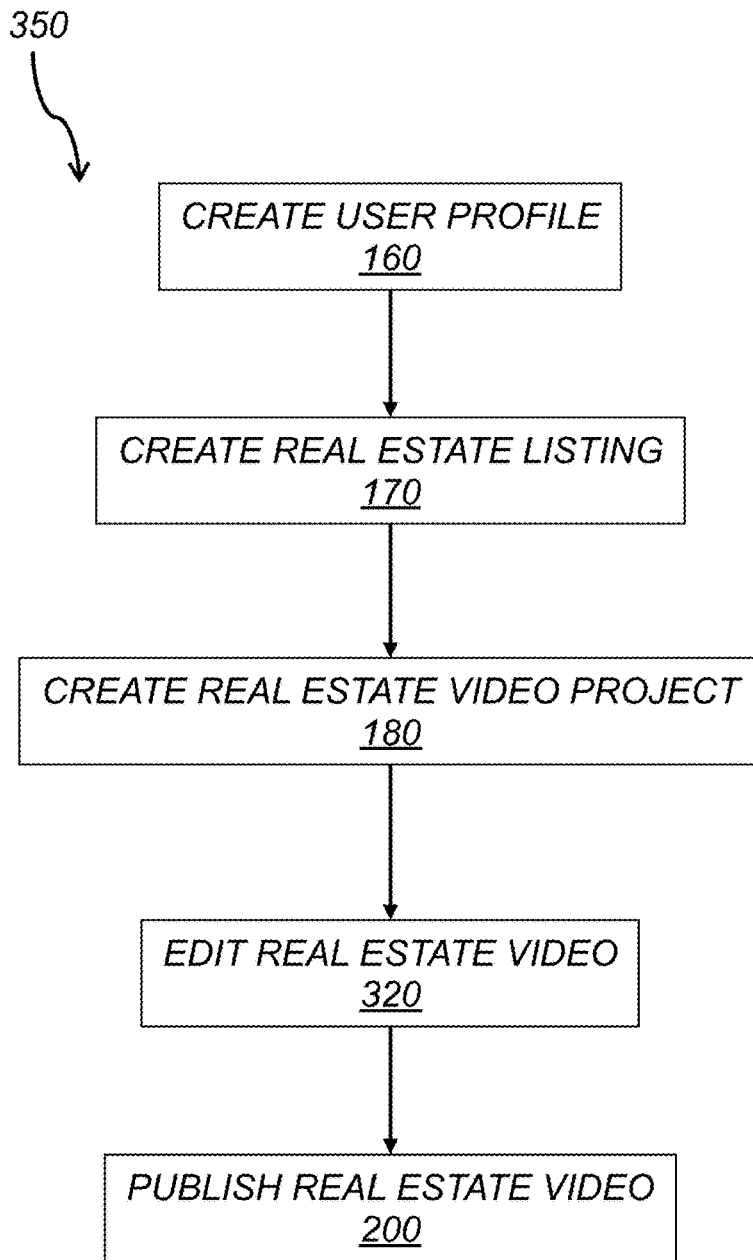 350
CREATE USER PROFILE
160
CREATE REAL ESTATE LISTING
170
CREATE REAL ESTATE VIDEO PROJECT
180
EDIT REAL ESTATE VIDEO
320
PUBLISH REAL ESTATE VIDEO
200